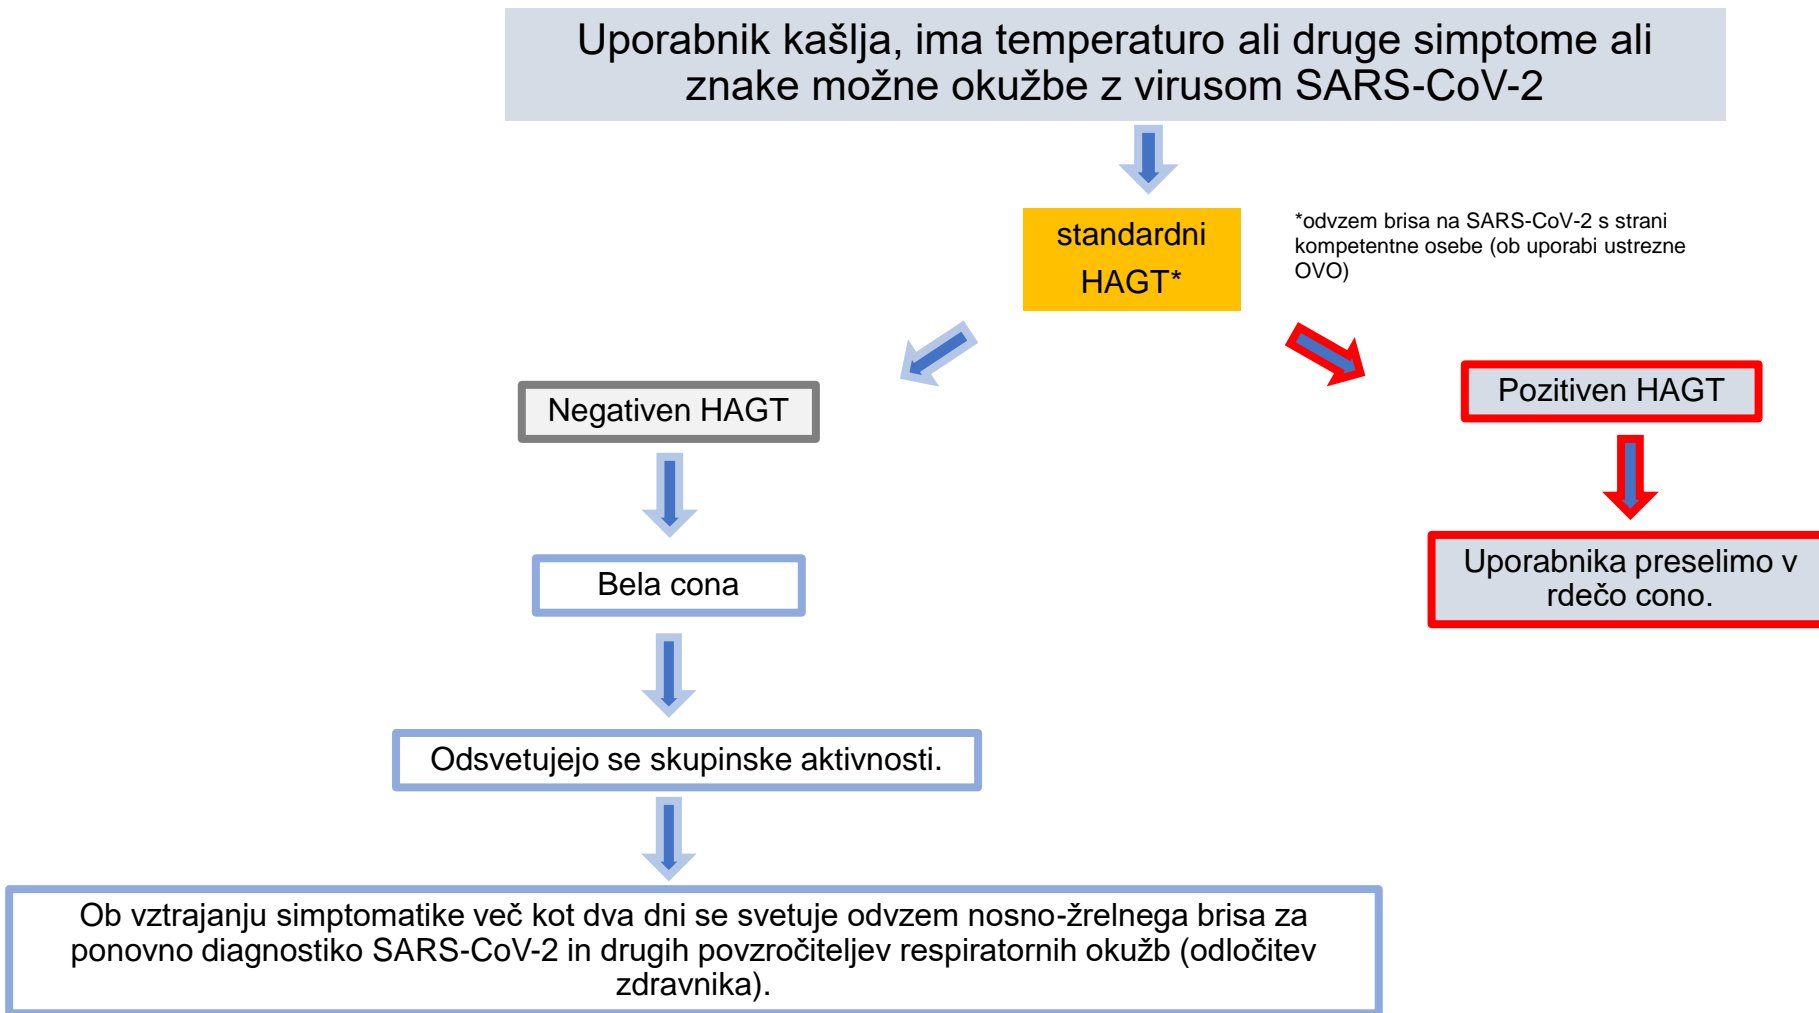 Uporabnik kašlja, ima temperaturo ali druge simptome ali
znake možne okužbe z virusom SARS-CoV-2
standardni
HAGT*
*odvzem brisa na SARS-CoV-2 s strani
kompetentne osebe (ob uporabi ustrezne
OVO)
Negativen HAGT
Pozitiven HAGT
Bela cona
Uporabnika preselimo v
rdečo cono.
Odsvetujejo se skupinske aktivnosti.
Ob vztrajanju simptomatike več kot dva dni se svetuje odvzem nosno-žrelnega brisa za
ponovno diagnostiko SARS-CoV-2 in drugih povzročiteljev respiratornih okužb (odločitev
zdravnika).